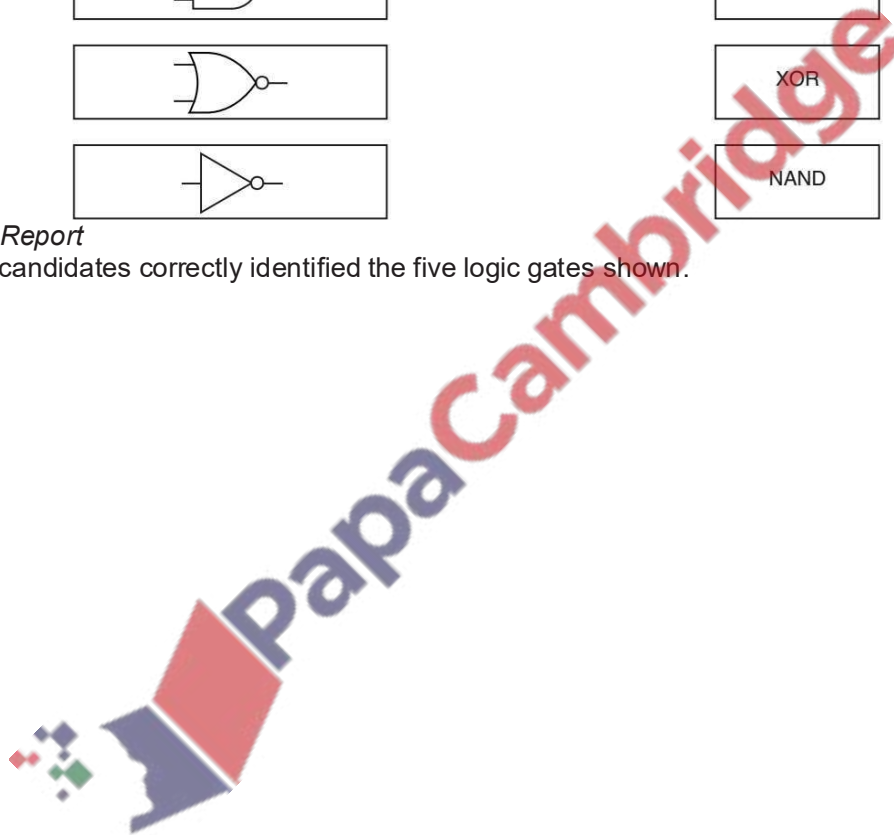 XOR
NAND
Report
candidates correctly identified the five logic gates shown.
PapaCambridge